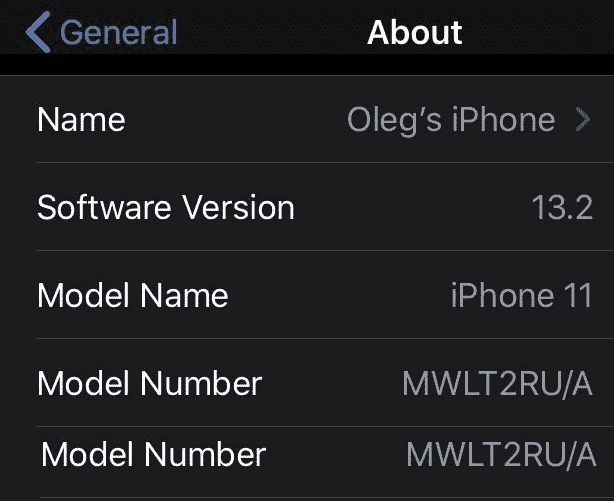 General About
Name Oleg’s iPhone
Software Version 13.2
Model Name iPhone 11
Model Number MWLT2RU/A
Model Number MWLT2RU/A